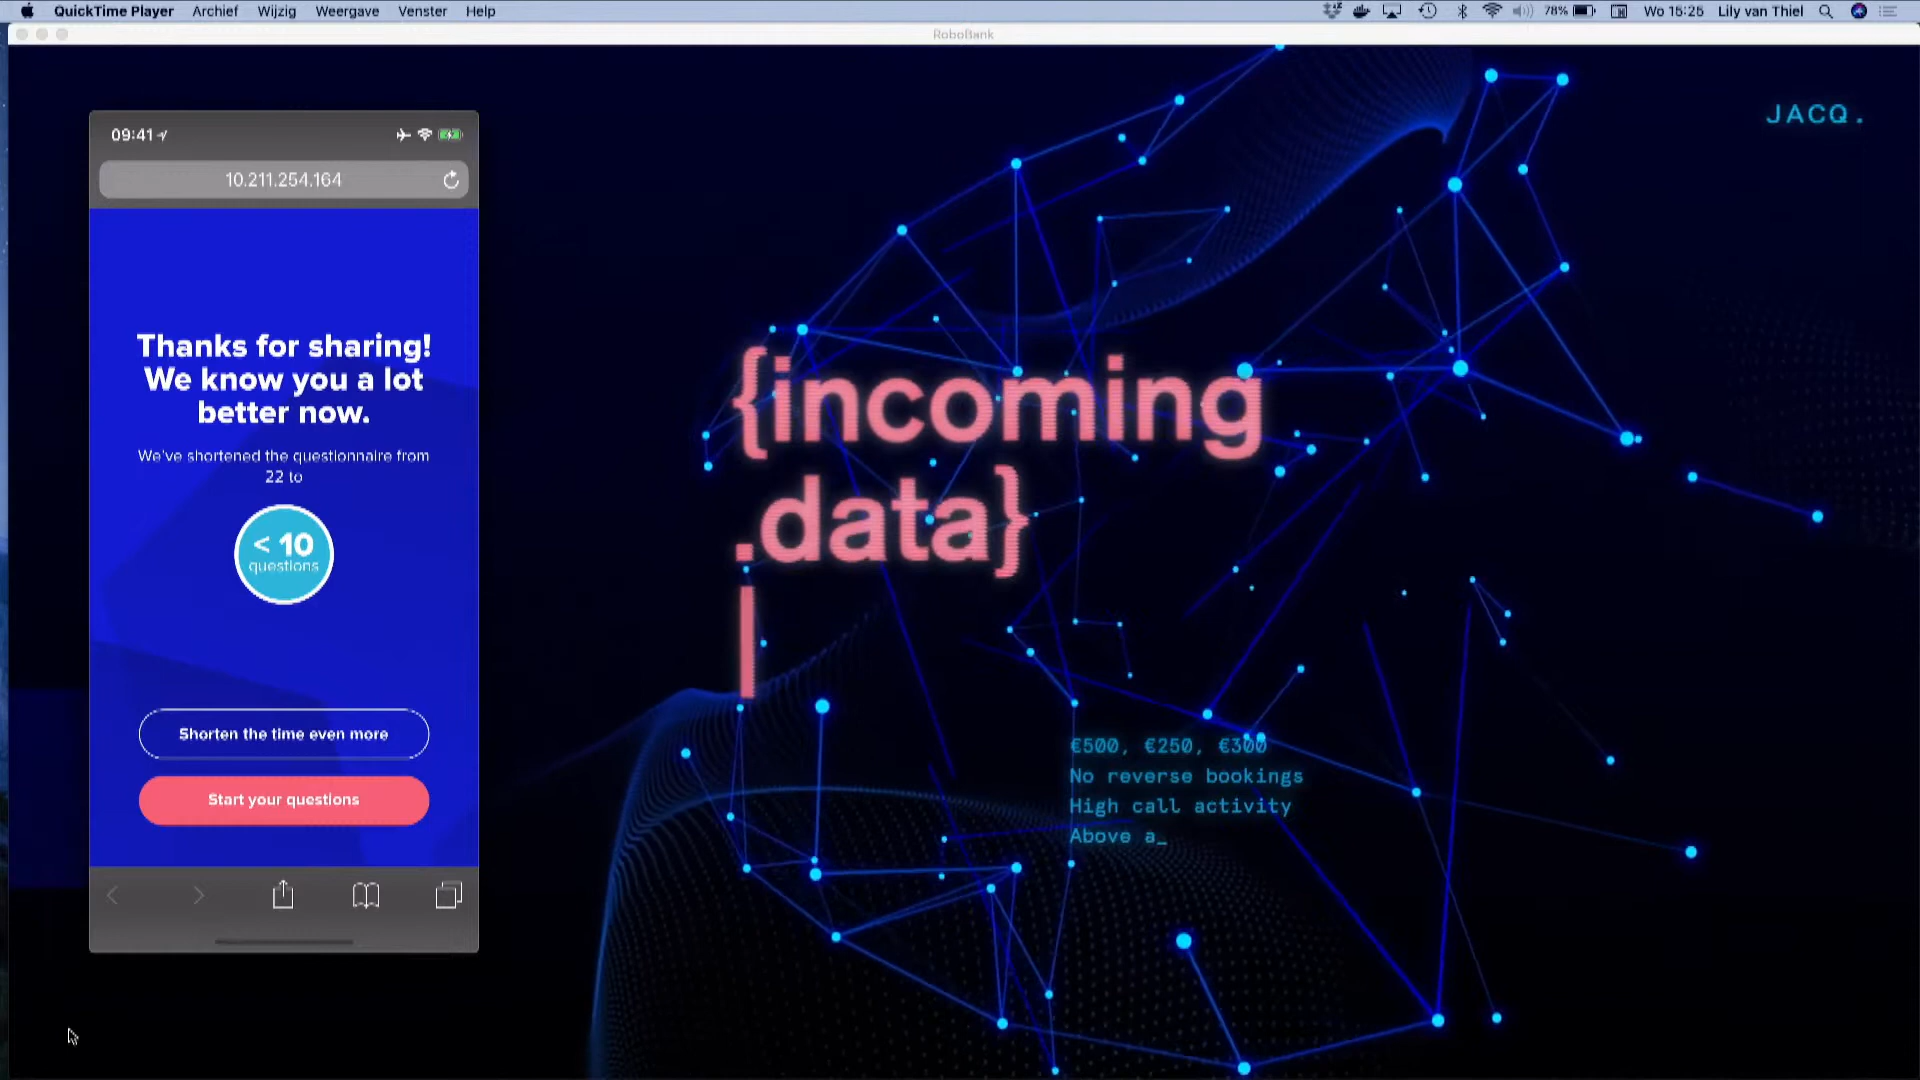 QuickTime Player Archief Wijzig Weergave Venster Help 78% Wo 15:25 Lily van Thiel
RoboBank
JACQ.
09:41
10.211.254.164
Thanks for sharing!
We know you a lot
better now.
We've shortened the questionnaire from
22 to
< 10
questions
Shorten the time even more
Start your questions
{incoming
.data}
€500, €250, €300
No reverse bookings
High call activity
Above a_